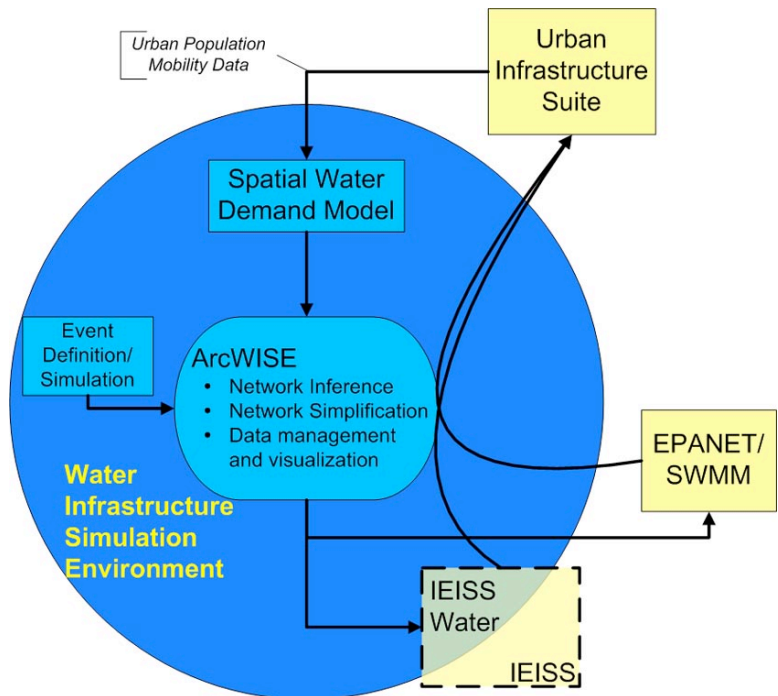 Urban Population
Mobility Data
Urban
Infrastructure
Suite
Spatial Water
Demand Model
Event
Definition/
Simulation
ArcWISE
• Network Inference
• Network Simplification
• Data management
and visualization
EPANET/
SWMM
Water
Infrastructure
Simulation
Environment
IEISS
Water
IEISS